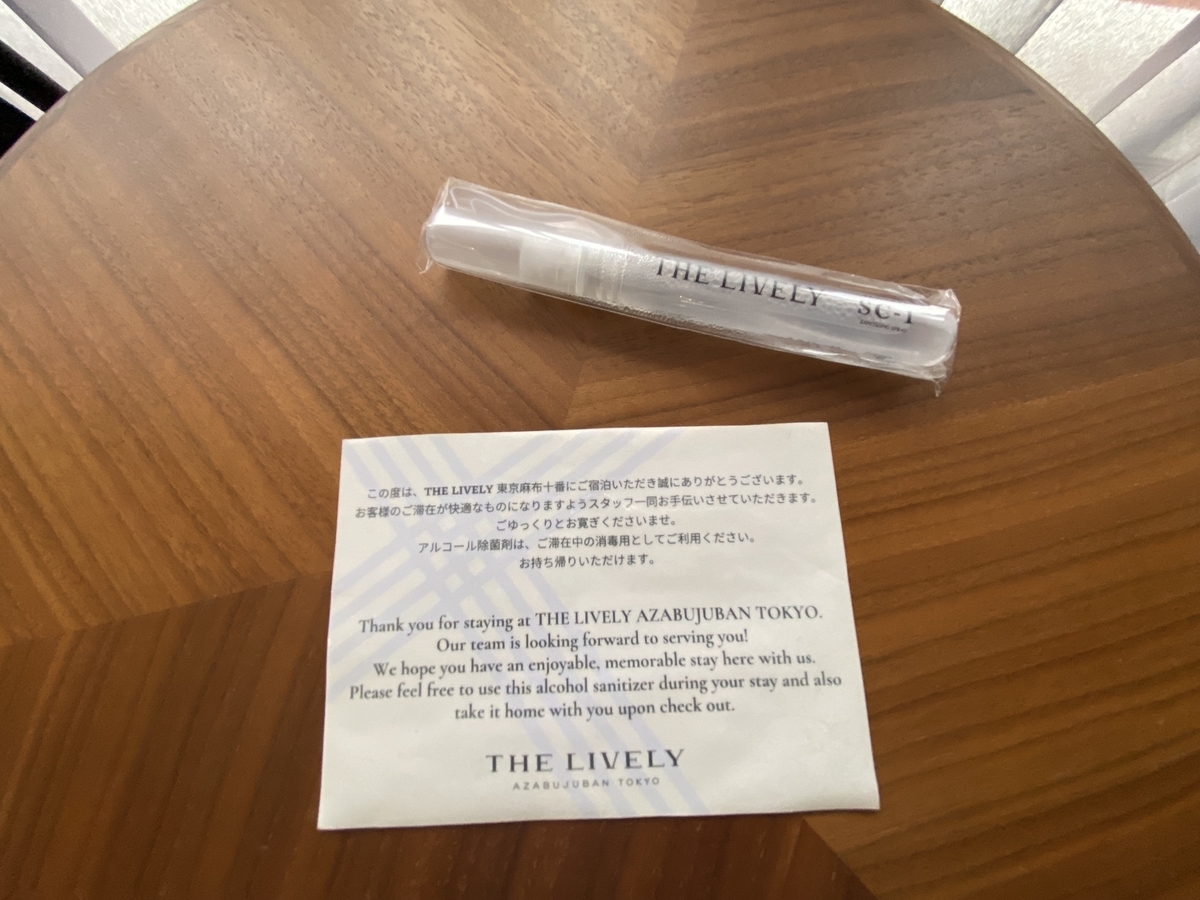 THE LIVELY SC-1
この度は、THE LIVELY 東京麻布十番にご宿泊いただき誠にありがとうございます。
お客様のご滞在が快適なものになりますようスタッフ一同お手伝いさせていただきます。
ごゆっくりとお寛ぎくださいませ。
アルコール除菌剤は、ご滞在中の消毒用としてご利用ください。
お持ち帰りいただけます。
Thank you for staying at THE LIVELY AZABUJUBAN TOKYO.
Our team is looking forward to serving you!
We hope you have an enjoyable, memorable stay here with us.
Please feel free to use this alcohol sanitizer during your stay and also
take it home with you upon check out.
THE LIVELY
AZABUJUBAN TOKYO